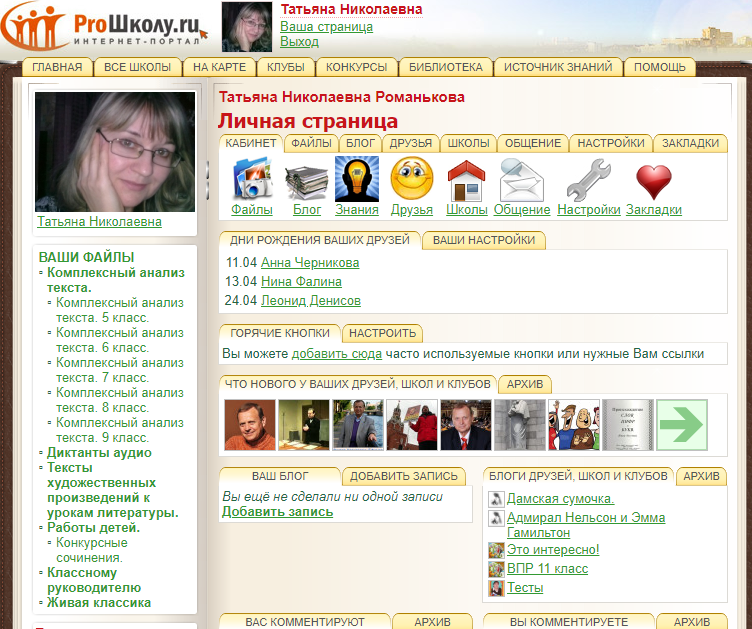 ProШколу.ru
ИНТЕРНЕТ-ПОРТАЛ
Татьяна Николаевна
Ваша страница
Выход
ГЛАВНАЯ ВСЕ ШКОЛЫ НА КАРТЕ КЛУБЫ КОНКУРСЫ БИБЛИОТЕКА ИСТОЧНИК ЗНАНИЙ ПОМОЩЬ
Татьяна Николаевна
ВАШИ ФАЙЛЫ
Комплексный анализ
текста.
Комплексный анализ
текста. 5 класс.
Комплексный анализ
текста. 6 класс.
Комплексный анализ
текста. 7 класс.
Комплексный анализ
текста. 8 класс.
Комплексный анализ
текста. 9 класс.
Диктанты аудио
Тексты
художественных
произведений к
урокам литературы.
Работы детей.
Конкурсные
сочинения.
Классному
руководителю
Живая классика
Татьяна Николаевна Романькова
Личная страница
КАБИНЕТ ФАЙЛЫ БЛОГ ДРУЗЬЯ ШКОЛЫ ОБЩЕНИЕ НАСТРОЙКИ ЗАКЛАДКИ
Файлы Блог Знания Друзья Школы Общение Настройки Закладки
ДНИ РОЖДЕНИЯ ВАШИХ ДРУЗЕЙ ВАШИ НАСТРОЙКИ
11.04 Анна Черникова
13.04 Нина Фалина
24.04 Леонид Денисов
ГОРЯЧИЕ КНОПКИ НАСТРОИТЬ
Вы можете добавить сюда часто используемые кнопки или нужные Вам ссылки
ЧТО НОВОГО У ВАШИХ ДРУЗЕЙ, ШКОЛ И КЛУБОВ АРХИВ
СЛОВ
ЦИФР
БУКВ
ВАШ БЛОГ ДОБАВИТЬ ЗАПИСЬ
Вы ещё не сделали ни одной записи
Добавить запись
БЛОГИ ДРУЗЕЙ, ШКОЛ И КЛУБОВ АРХИВ
Дамская сумочка.
Адмирал Нельсон и Эмма
Гамильтон
Это интересно!
ВПР 11 класс
Тесты
ВАС КОММЕНТИРУЮТ АРХИВ
ВЫ КОММЕНТИРУЕТЕ АРХИВ